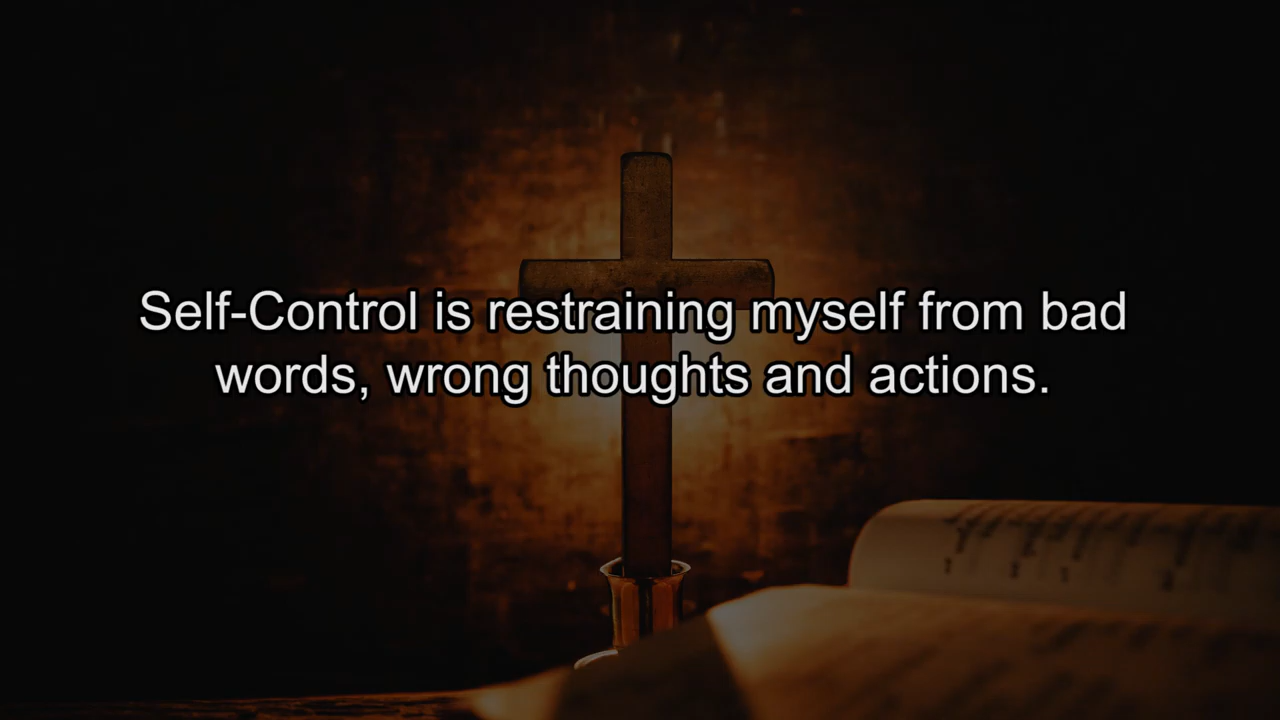 Self-Control is restraining myself from bad
words, wrong thoughts and actions.